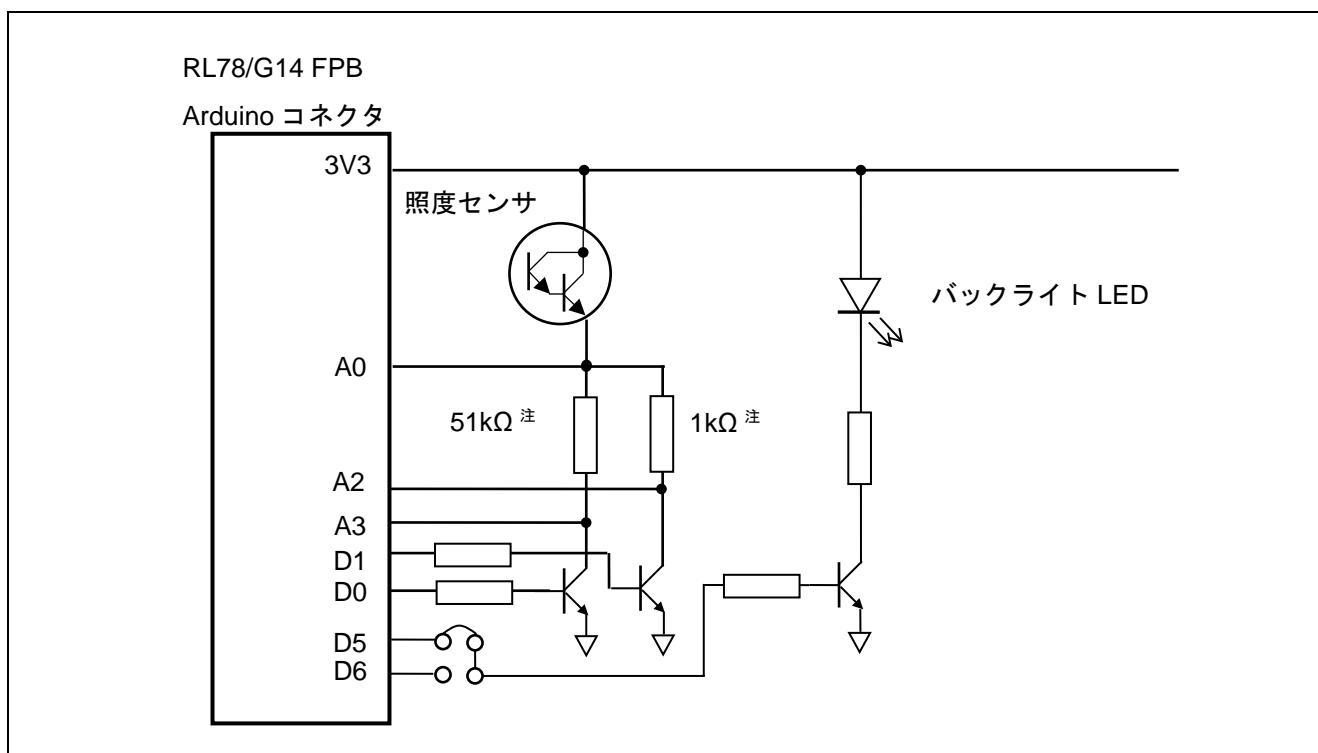 RL78/G14 FPB
Arduino コネクタ
3V3
照度センサ
バックライト LED
A0
51kΩ 注
1kΩ 注
A2
A3
D1
D0
D5
D6